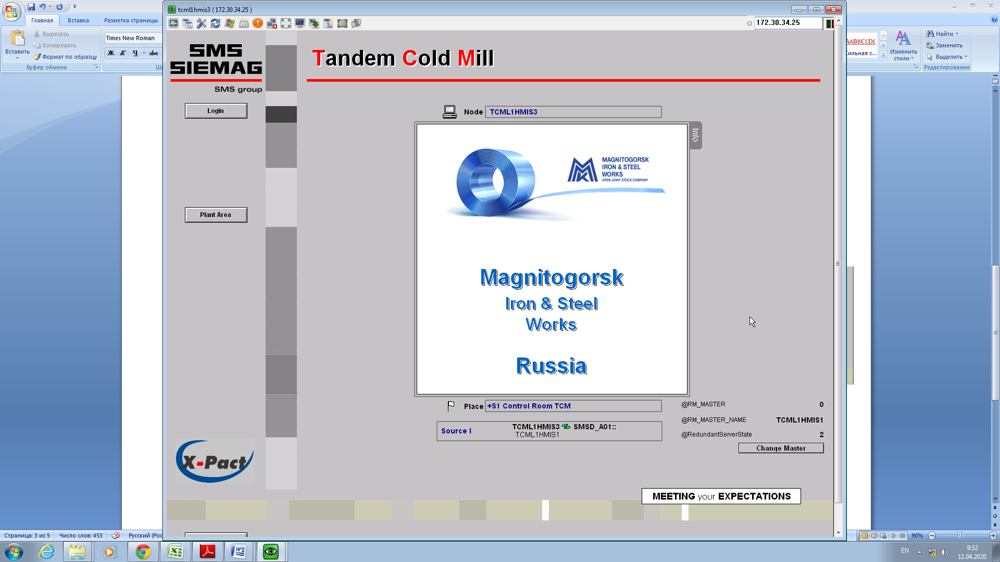 tcml1hmis3 ( 172.30.34.25 )
Главная
Вставка
Разметка страницы
172.30.34.25
Вставить
Вырезать
Копировать
Формат по образцу
Буфер обмена
Times New Roman
Ж К Ч abc
AaBbCcDc
Изменить стили
Найти
Заменить
Выделить
Редактирование
SMS
SIEMAG
SMS group
Tandem Cold Mill
Login
Plant Area
Node TCML1HMIS3
Info
MAGNITOGORSK
IRON & STEEL
WORKS
OPEN JOINT STOCK COMPANY
Magnitogorsk
Iron & Steel
Works
Russia
Place +S1 Control Room TCM
Source I
TCML1HMIS3 SMSD_A01::
TCML1HMIS1
@RM_MASTER 0
@RM_MASTER_NAME TCML1HMIS1
@RedundantServerState 2
Change Master
X-Pact
MEETING your EXPECTATIONS
Страница: 3 из 5
Число слов: 453
Русский (Рос
90%
EN
9:52
11.04.2020